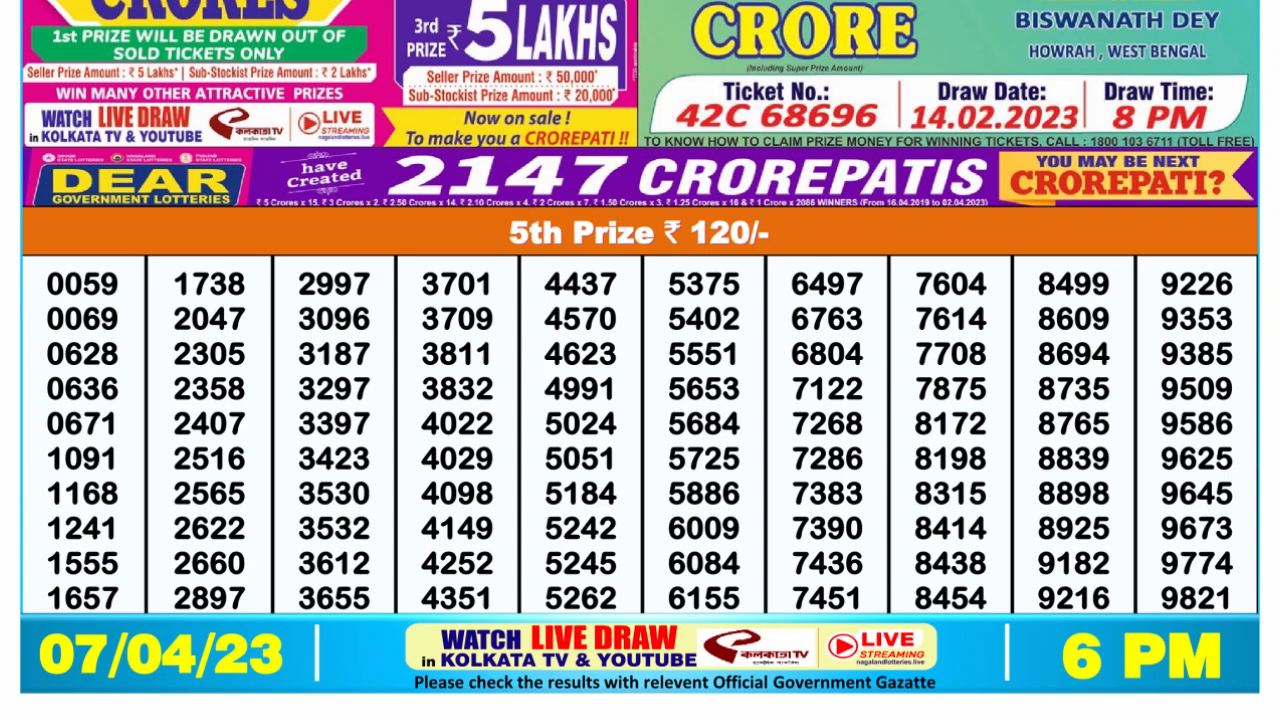 CRORES
1st PRIZE WILL BE DRAWN OUT OF
SOLD TICKETS ONLY
Seller Prize Amount : ₹ 5 Lakhs* | Sub-Stockist Prize Amount : ₹ 2 Lakhs*
WIN MANY OTHER ATTRACTIVE PRIZES
WATCH LIVE DRAW
in KOLKATA TV & YOUTUBE
কলকাতা TV
LIVE
STREAMING
nagalandlotteries.live
3rd PRIZE ₹ 5 LAKHS
Seller Prize Amount : ₹ 50,000*
Sub-Stockist Prize Amount : ₹ 20,000*
Now on sale !
To make you a CROREPATI !!
CRORE
(Including Super Prize Amount)
BISWANATH DEY
HOWRAH , WEST BENGAL
Ticket No.: Draw Date: Draw Time:
42C 68696 14.02.2023 8 PM
TO KNOW HOW TO CLAIM PRIZE MONEY FOR WINNING TICKETS, CALL : 1800 103 6711 (TOLL FREE)
DEAR
GOVERNMENT LOTTERIES
have
Created
2147 CROREPATIS
₹ 5 Crores x 15, ₹ 3 Crores x 2, ₹ 2.50 Crores x 14, ₹ 2.10 Crores x 4, ₹ 2 Crores x 7, ₹ 1.50 Crores x 3, ₹ 1.25 Crores x 16 & ₹ 1 Crore x 2086 WINNERS (From 16.04.2019 to 02.04.2023)
YOU MAY BE NEXT
CROREPATI?
5th Prize ₹ 120/-
0059 1738 2997 3701 4437 5375 6497 7604 8499 9226
0069 2047 3096 3709 4570 5402 6763 7614 8609 9353
0628 2305 3187 3811 4623 5551 6804 7708 8694 9385
0636 2358 3297 3832 4991 5653 7122 7875 8735 9509
0671 2407 3397 4022 5024 5684 7268 8172 8765 9586
1091 2516 3423 4029 5051 5725 7286 8198 8839 9625
1168 2565 3530 4098 5184 5886 7383 8315 8898 9645
1241 2622 3532 4149 5242 6009 7390 8414 8925 9673
1555 2660 3612 4252 5245 6084 7436 8438 9182 9774
1657 2897 3655 4351 5262 6155 7451 8454 9216 9821
07/04/23
WATCH LIVE DRAW
in KOLKATA TV & YOUTUBE
কলকাতা TV
LIVE
STREAMING
nagalandlotteries.live
Please check the results with relevent Official Government Gazatte
6 PM